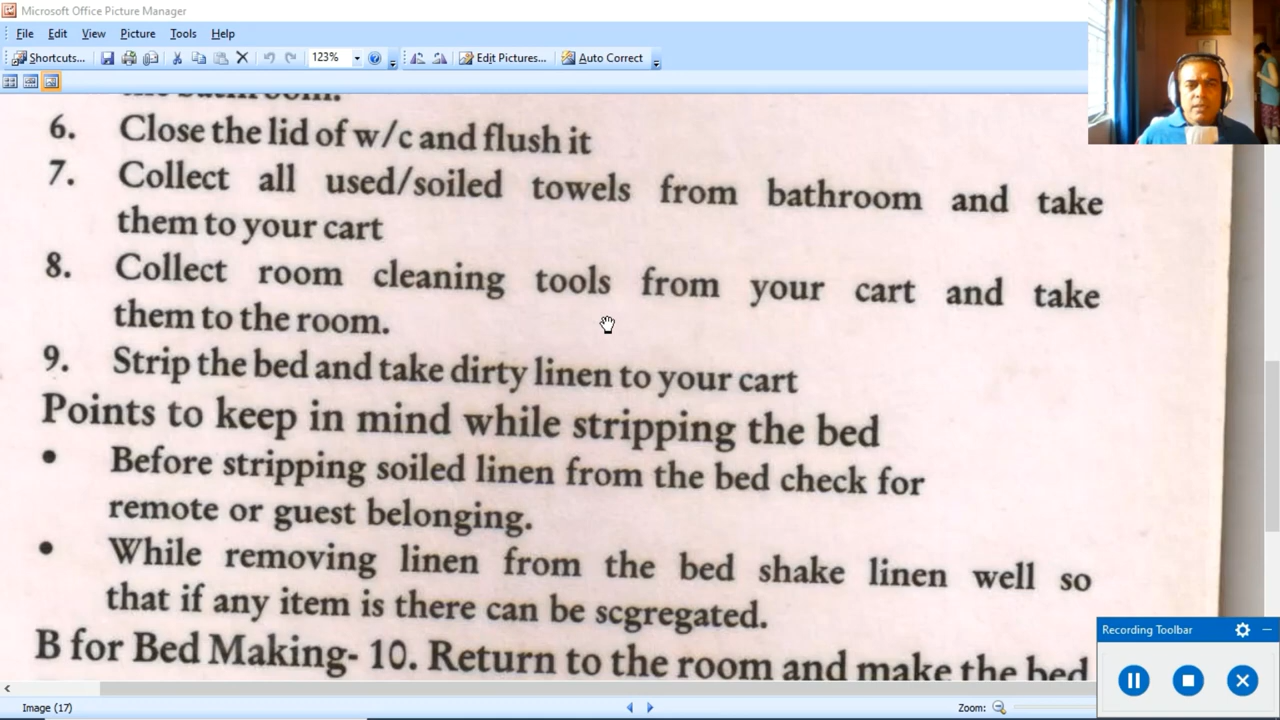 Microsoft Office Picture Manager
File Edit View Picture Tools Help
Shortcuts... 123% Edit Pictures... Auto Correct
the bathroom.
6. Close the lid of w/c and flush it
7. Collect all used/soiled towels from bathroom and take
them to your cart
8. Collect room cleaning tools from your cart and take
them to the room.
9. Strip the bed and take dirty linen to your cart
Points to keep in mind while stripping the bed
• Before stripping soiled linen from the bed check for
remote or guest belonging.
• While removing linen from the bed shake linen well so
that if any item is there can be scgregated.
B for Bed Making- 10. Return to the room and make the bed
Recording Toolbar
Image (17) Zoom: